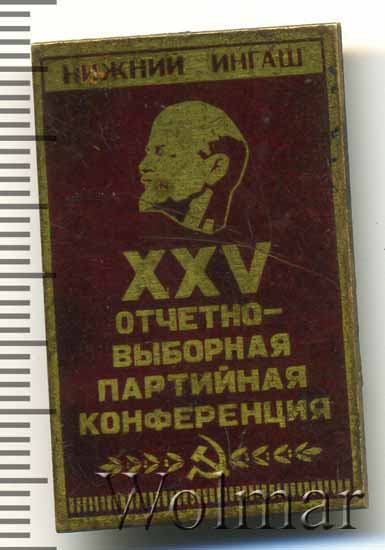 НИЖНИЙ ИНГАШ
XXV
ОТЧЕТНО-
ВЫБОРНАЯ
ПАРТИЙНАЯ
КОНФЕРЕНЦИЯ
Wolmar